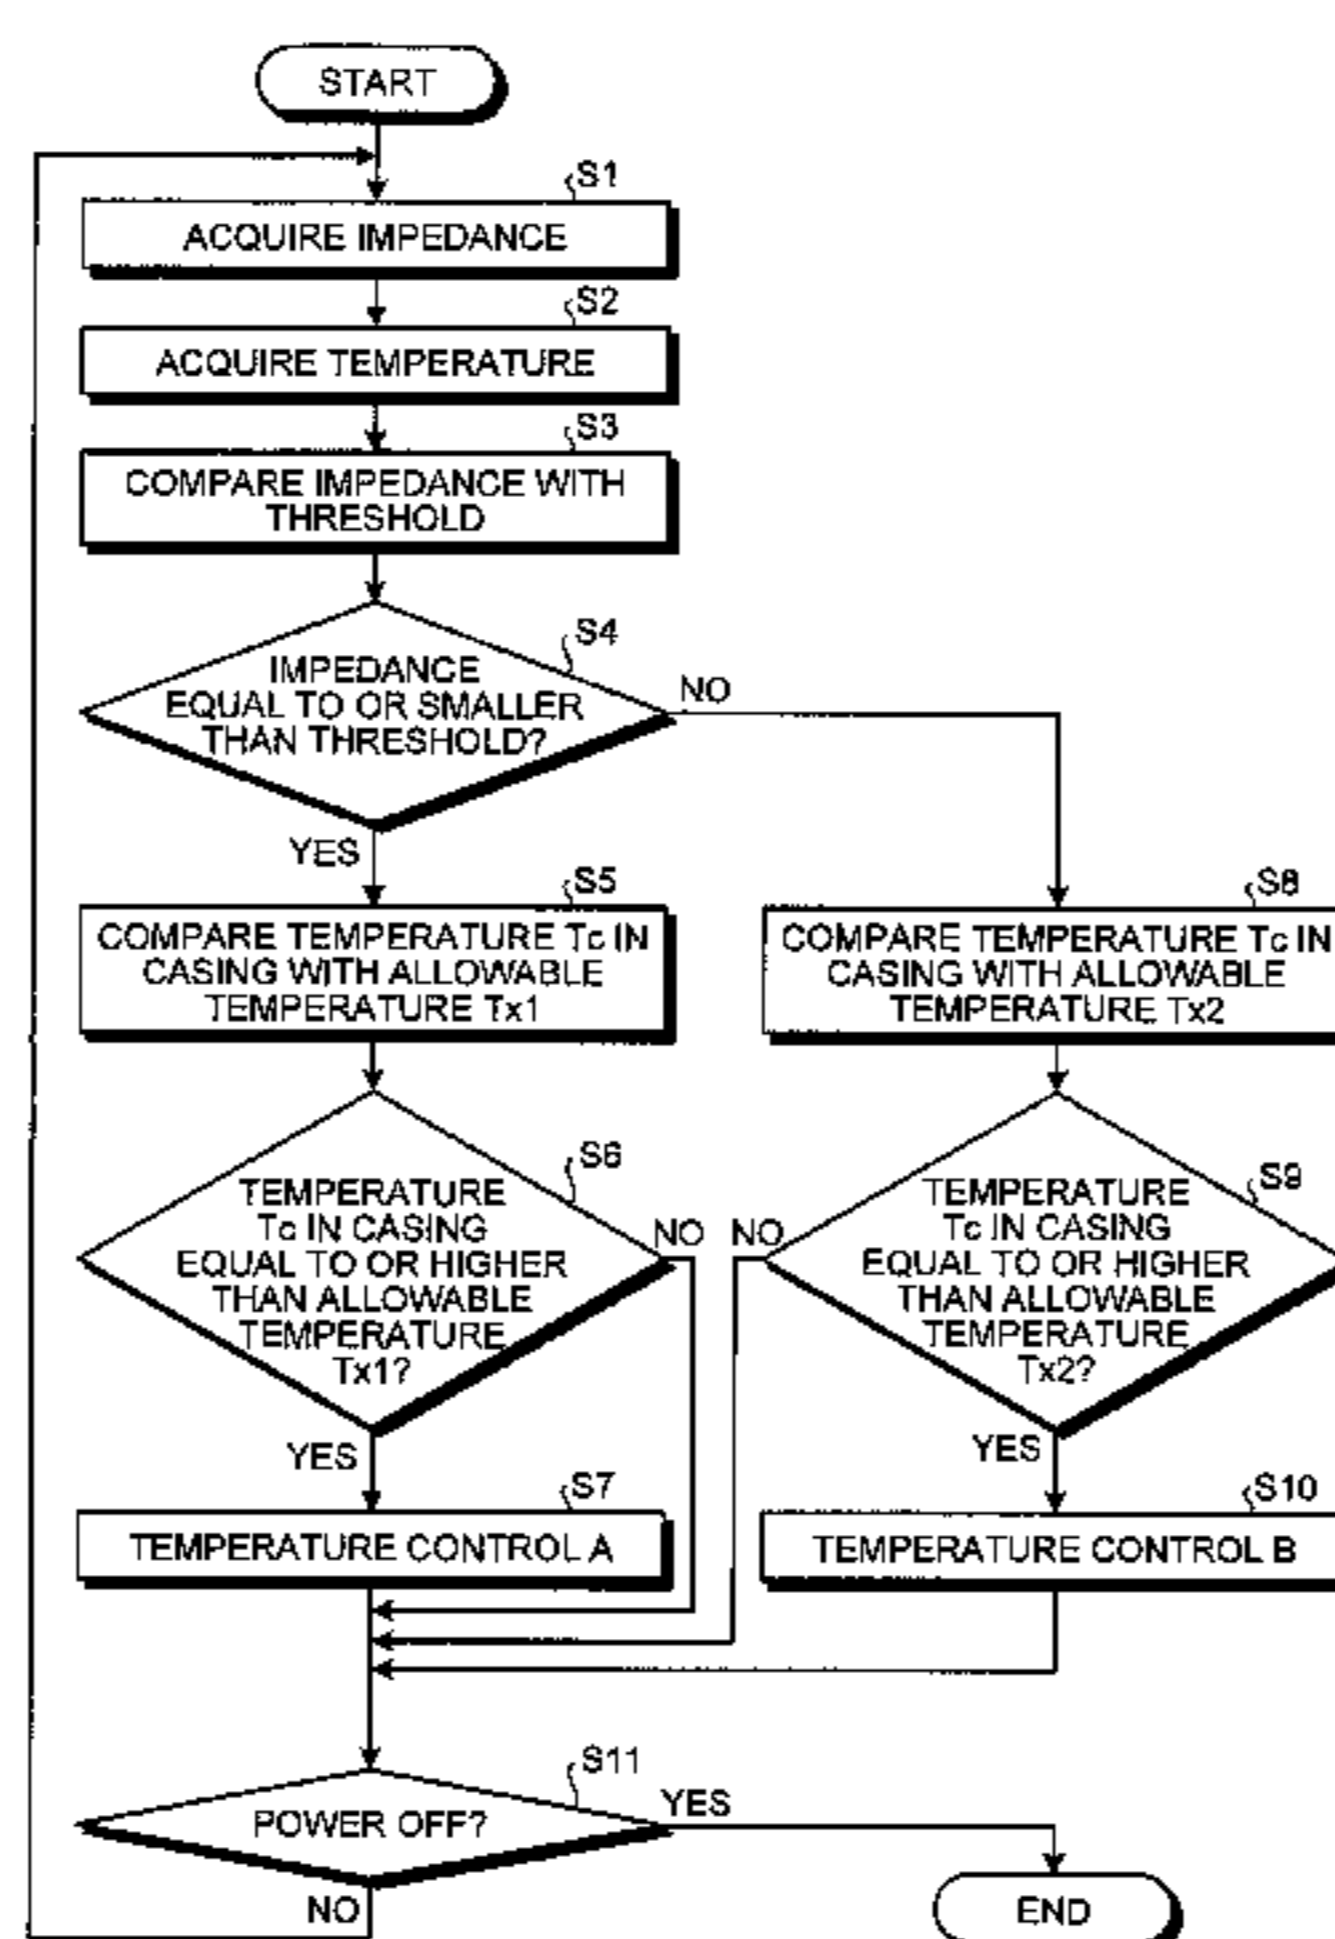 START
S1
ACQUIRE IMPEDANCE
S2
ACQUIRE TEMPERATURE
S3
COMPARE IMPEDANCE WITH
THRESHOLD
S4
IMPEDANCE
EQUAL TO OR SMALLER
THAN THRESHOLD?
NO
YES
S5
COMPARE TEMPERATURE Tc IN
CASING WITH ALLOWABLE
TEMPERATURE Tx1
S8
COMPARE TEMPERATURE Tc IN
CASING WITH ALLOWABLE
TEMPERATURE Tx2
S6
TEMPERATURE
Tc IN CASING
EQUAL TO OR HIGHER
THAN ALLOWABLE
TEMPERATURE
Tx1?
NO
YES
S9
TEMPERATURE
Tc IN CASING
EQUAL TO OR HIGHER
THAN ALLOWABLE
TEMPERATURE
Tx2?
NO
YES
S7
TEMPERATURE CONTROL A
S10
TEMPERATURE CONTROL B
S11
POWER OFF?
YES
NO
END